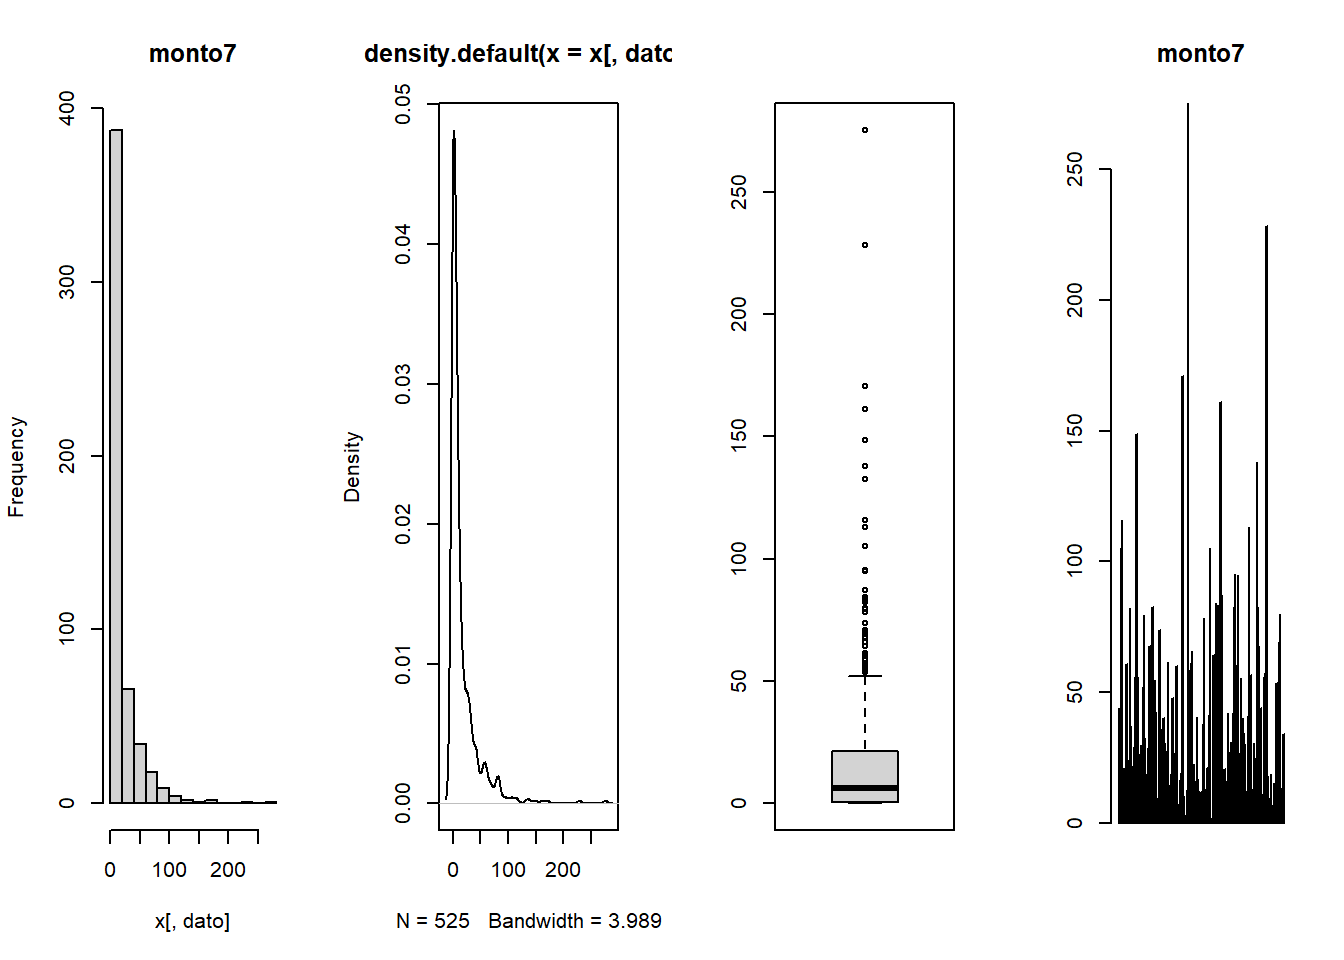 monto7
Frequency
0 100 200 300 400
0 100 200
x[, dato]
density.default(x = x[, dato
Density
0.00 0.01 0.02 0.03 0.04 0.05
0 100 200
N = 525 Bandwidth = 3.989
0 50 100 150 200 250
monto7
0 50 100 150 200 250